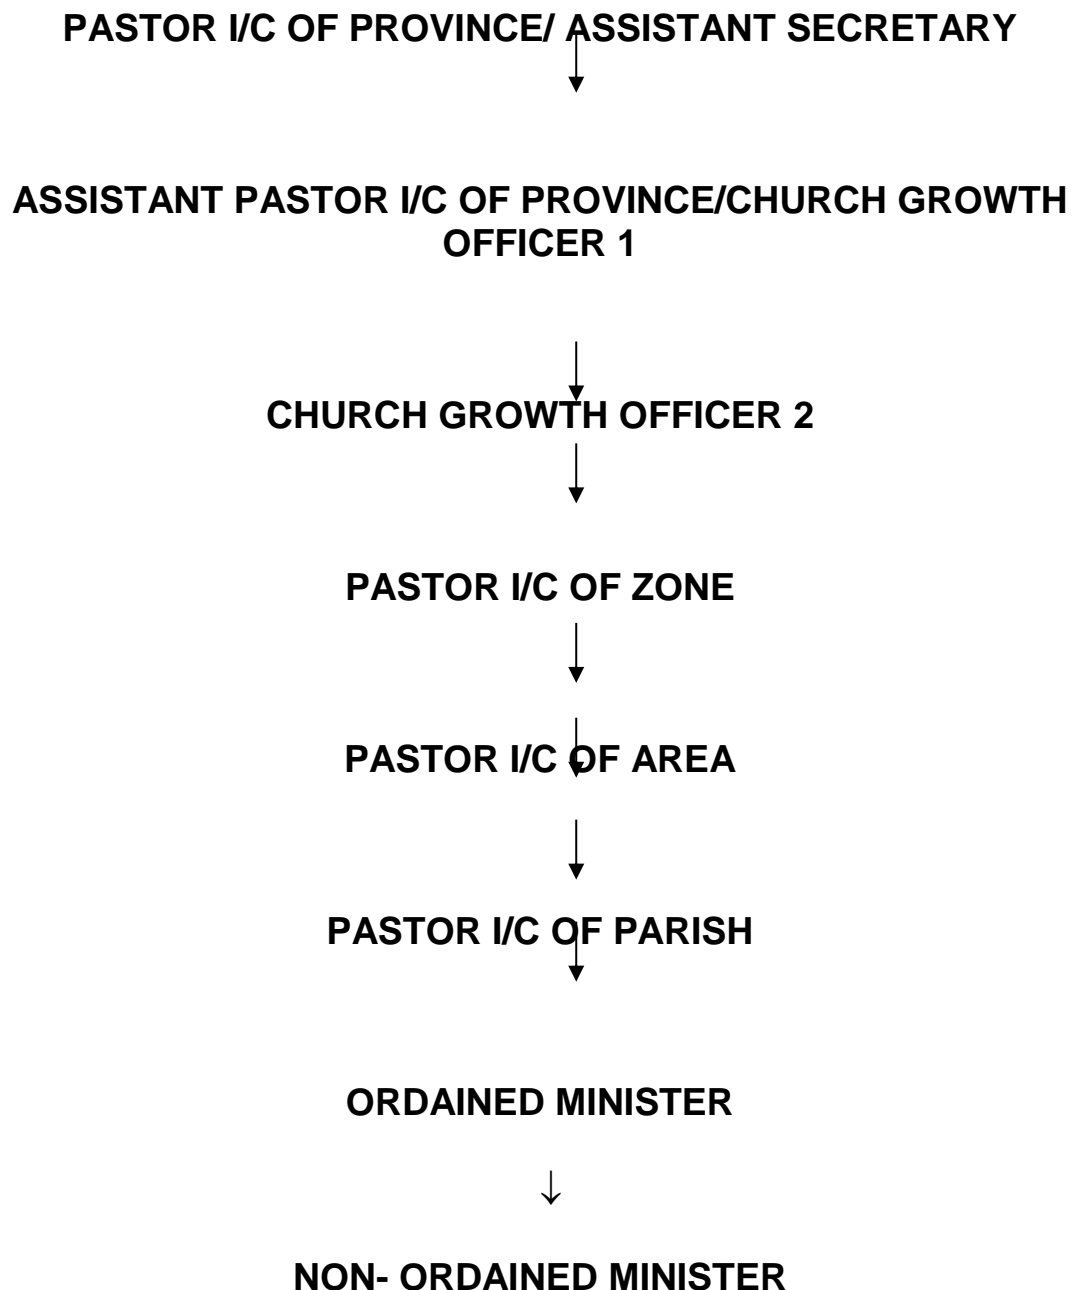 PASTOR I/C OF PROVINCE/ ASSISTANT SECRETARY
ASSISTANT PASTOR I/C OF PROVINCE/CHURCH GROWTH
OFFICER 1
CHURCH GROWTH OFFICER 2
PASTOR I/C OF ZONE
PASTOR I/C OF AREA
PASTOR I/C OF PARISH
ORDAINED MINISTER
NON- ORDAINED MINISTER